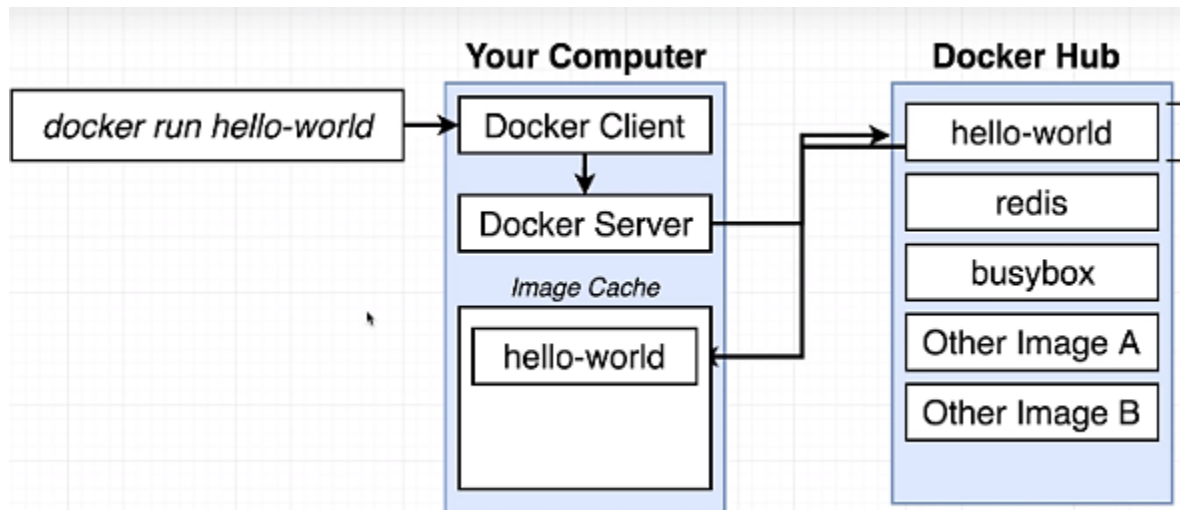 Your Computer
Docker Hub
docker run hello-world
Docker Client
Docker Server
Image Cache
hello-world
hello-world
redis
busybox
Other Image A
Other Image B